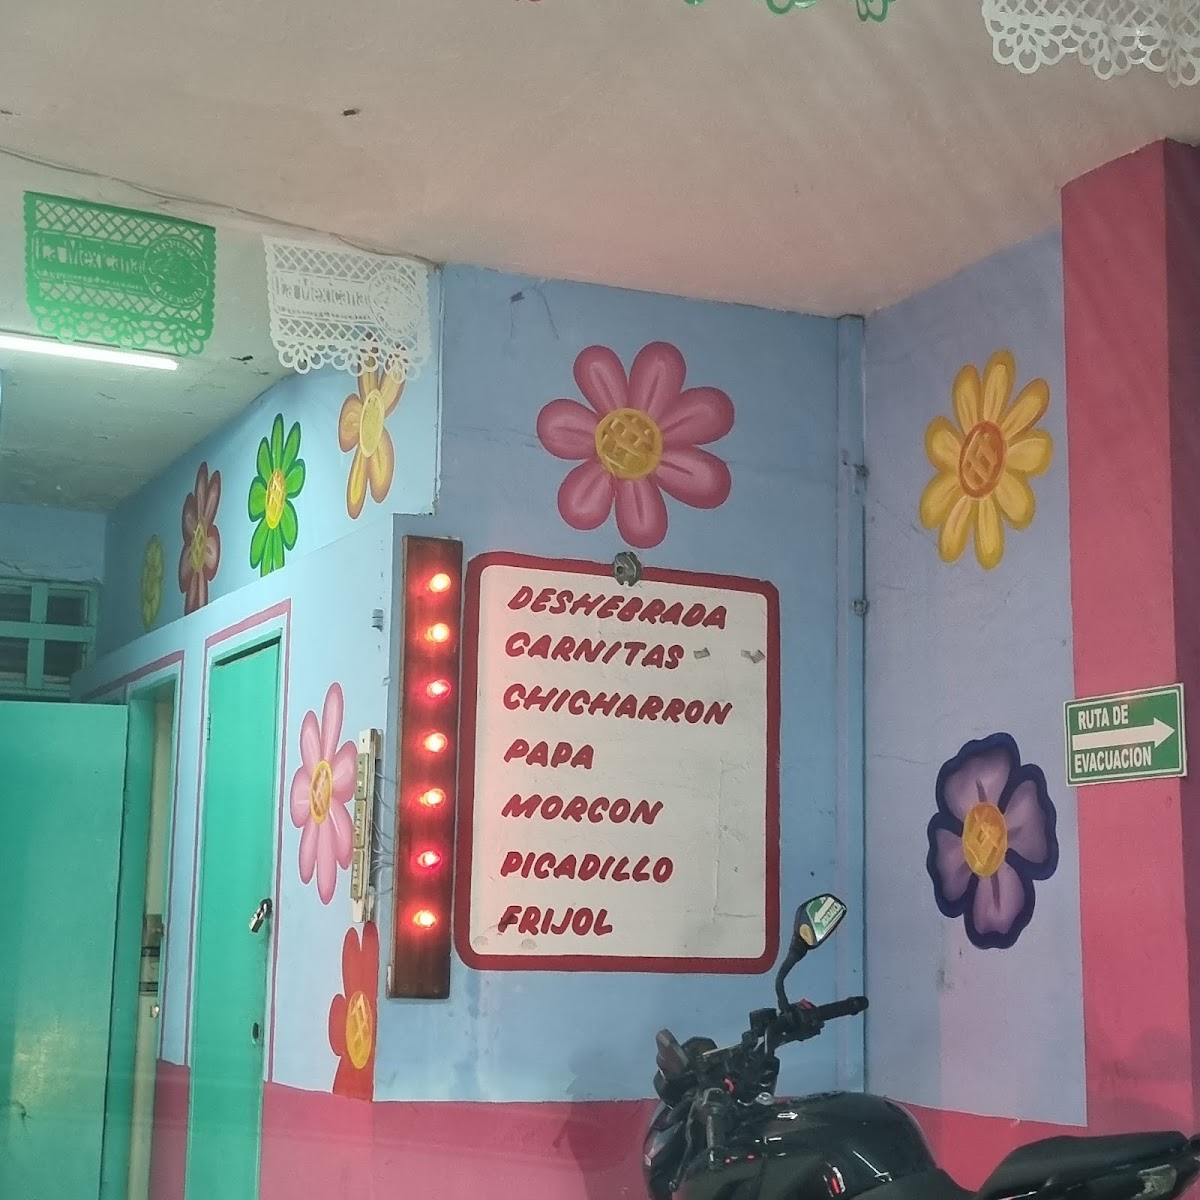 La Mexicana
La Mexicana
DESHEBRADA
CARNITAS
CHICHARRON
PAPA
MORCON
PICADILLO
FRIJOL
RUTA DE
EVACUACION